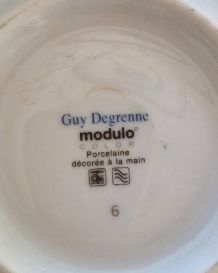 Guy Degrenne
modulo
COLOR
Porcelaine
décorée à la main
6